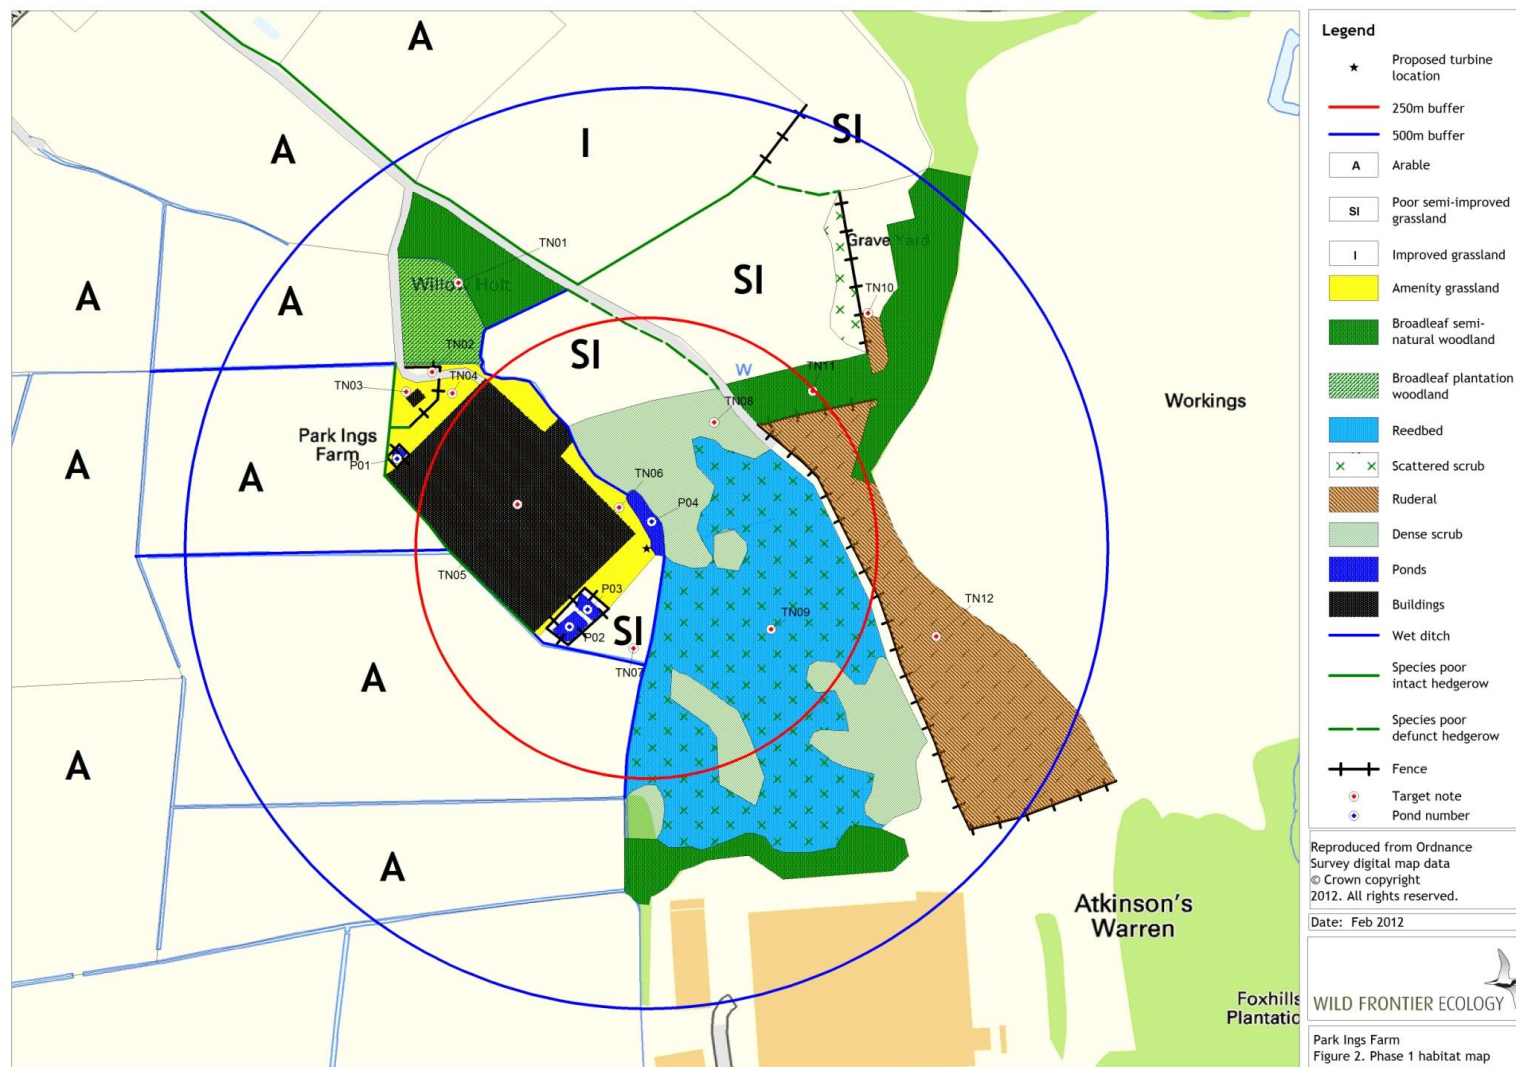 A
I
SI
A
TN01
Grave Yard
Willow Holt
SI
A
A
TN10
TN02
SI
W
TN03
TN04
TN11
Workings
TN08
Park Ings
Farm
A
P01
A
TN06
P04
TN05
P03
TN09
TN12
SI
P02
TN07
A
A
A
Atkinson's
Warren
Foxhills
Plantatio
Legend
Proposed turbine
location
250m buffer
500m buffer
A
Arable
SI
Poor semi-improved
grassland
I
Improved grassland
Amenity grassland
Broadleaf semi-
natural woodland
Broadleaf plantation
woodland
Reedbed
Scattered scrub
Ruderal
Dense scrub
Ponds
Buildings
Wet ditch
Species poor
intact hedgerow
Species poor
defunct hedgerow
Fence
Target note
Pond number
Reproduced from Ordnance
Survey digital map data
© Crown copyright
2012. All rights reserved.
Date: Feb 2012
WILD FRONTIER ECOLOGY
Park Ings Farm
Figure 2. Phase 1 habitat map